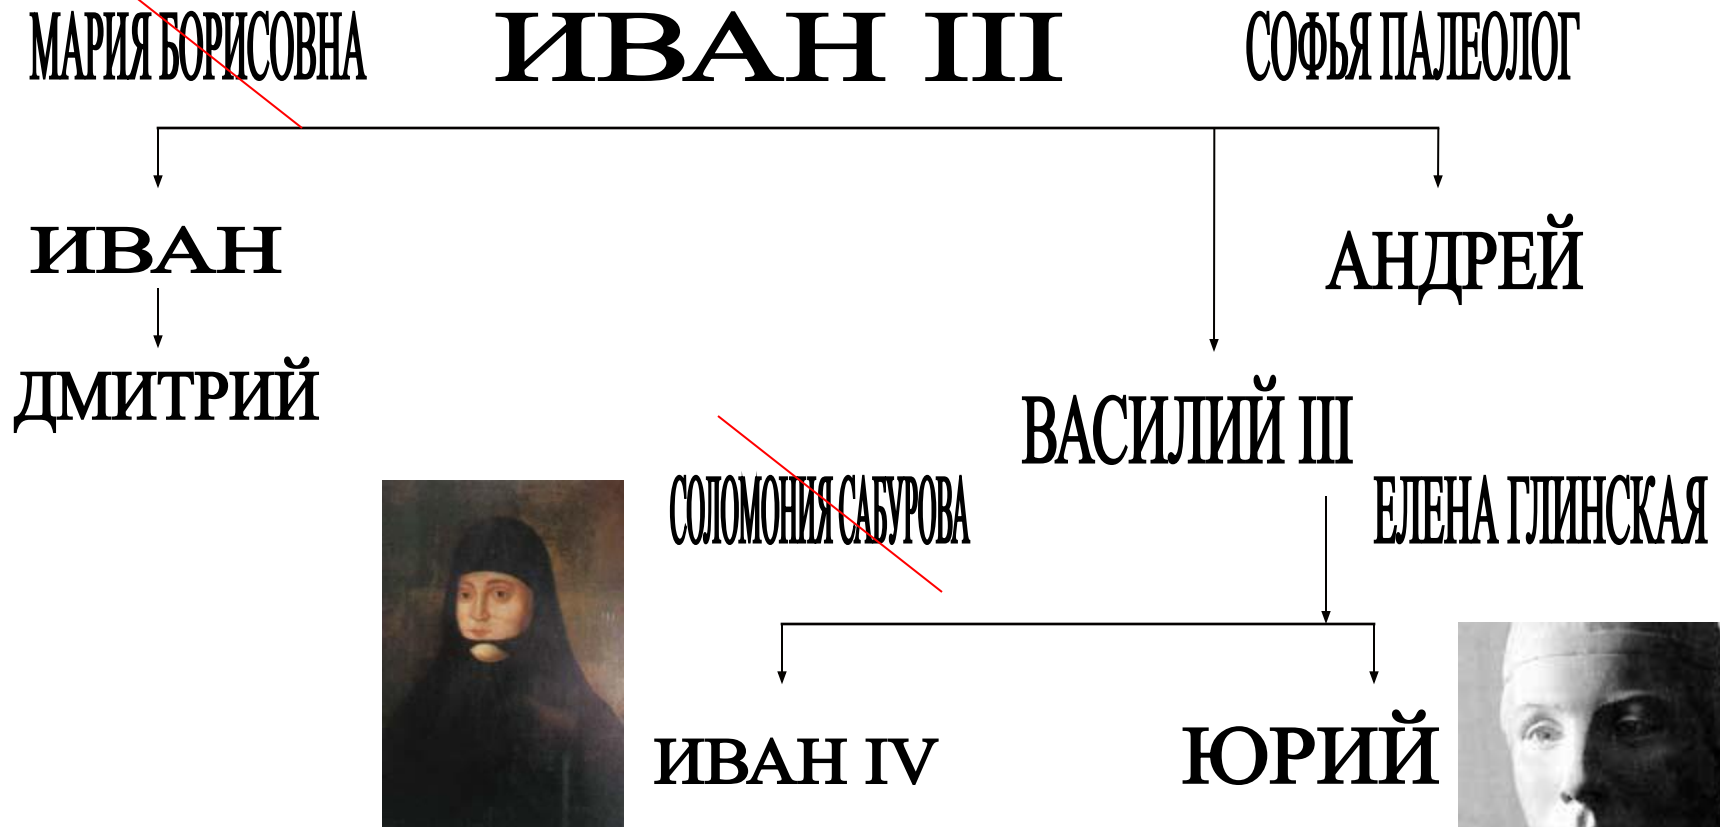 МАРИЯ БОРИСОВНА
ИВАН III
СОФЬЯ ПАЛЕОЛОГ
ИВАН
АНДРЕЙ
ДМИТРИЙ
ВАСИЛИЙ III
СОЛОМОНИЯ САБУРОВА
ЕЛЕНА ГЛИНСКАЯ
ИВАН IV
ЮРИЙ